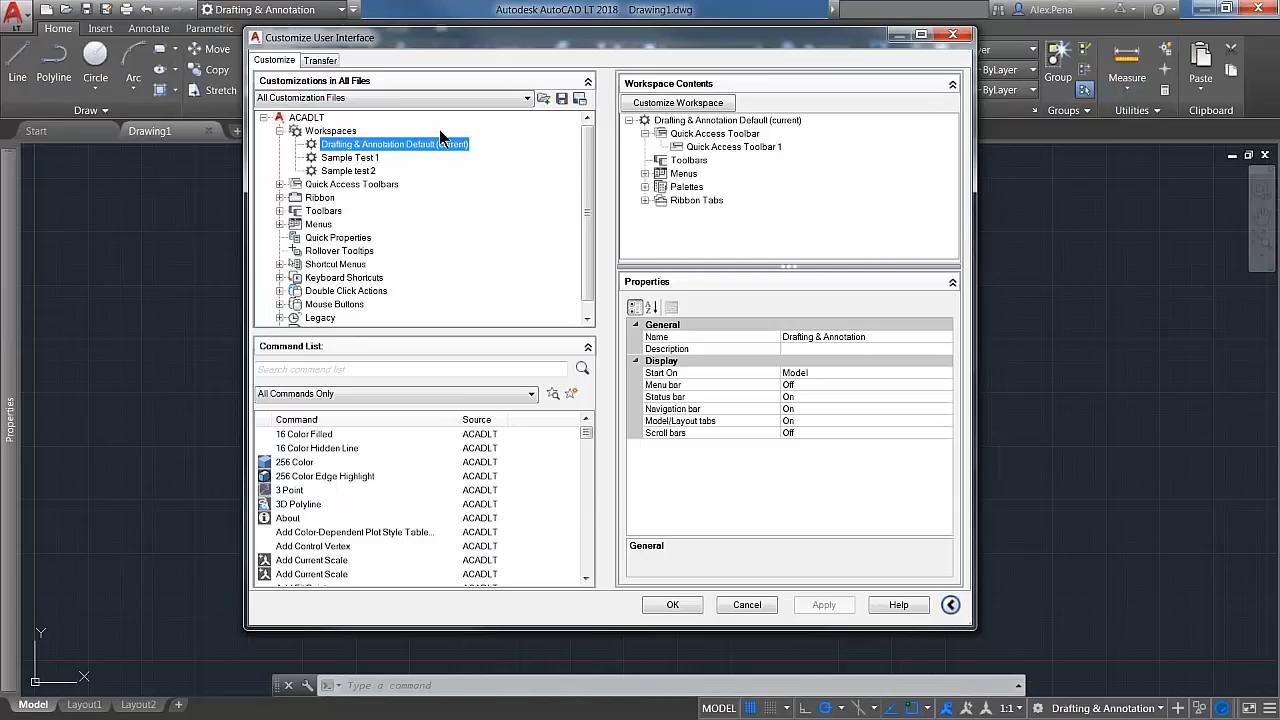 Drafting & Annotation
Autodesk AutoCAD LT 2018 Drawing1.dwg
Alex.Pena
LT
Home Insert Annotate Parametric
Line
Polyline
Circle
Arc
Move
Copy
Stretch
Draw
Group
Groups
Measure
Utilities
Paste
Clipboard
ByLayer
ByLayer
Start
Drawing1
Customize User Interface
Customize Transfer
Customizations in All Files
All Customization Files
ACADLT
Workspaces
Drafting & Annotation Default (current)
Sample Test 1
Sample test 2
Quick Access Toolbars
Ribbon
Toolbars
Menus
Quick Properties
Rollover Tooltips
Shortcut Menus
Keyboard Shortcuts
Double Click Actions
Mouse Buttons
Legacy
Command List:
Search command list
All Commands Only
Command Source
16 Color Filled ACADLT
16 Color Hidden Line ACADLT
256 Color ACADLT
256 Color Edge Highlight ACADLT
3 Point ACADLT
3D Polyline ACADLT
About ACADLT
Add Color-Dependent Plot Style Table... ACADLT
Add Control Vertex ACADLT
Add Current Scale ACADLT
Add Current Scale ACADLT
Workspace Contents
Customize Workspace
Drafting & Annotation Default (current)
Quick Access Toolbar
Quick Access Toolbar 1
Toolbars
Menus
Palettes
Ribbon Tabs
Properties
General
Name Drafting & Annotation
Description
Display
Start On Model
Menu bar Off
Status bar On
Navigation bar On
Model/Layout tabs On
Scroll bars Off
General
OK Cancel Apply Help
Properties
Y
X
Type a command
Model Layout1 Layout2
MODEL 1:1 Drafting & Annotation